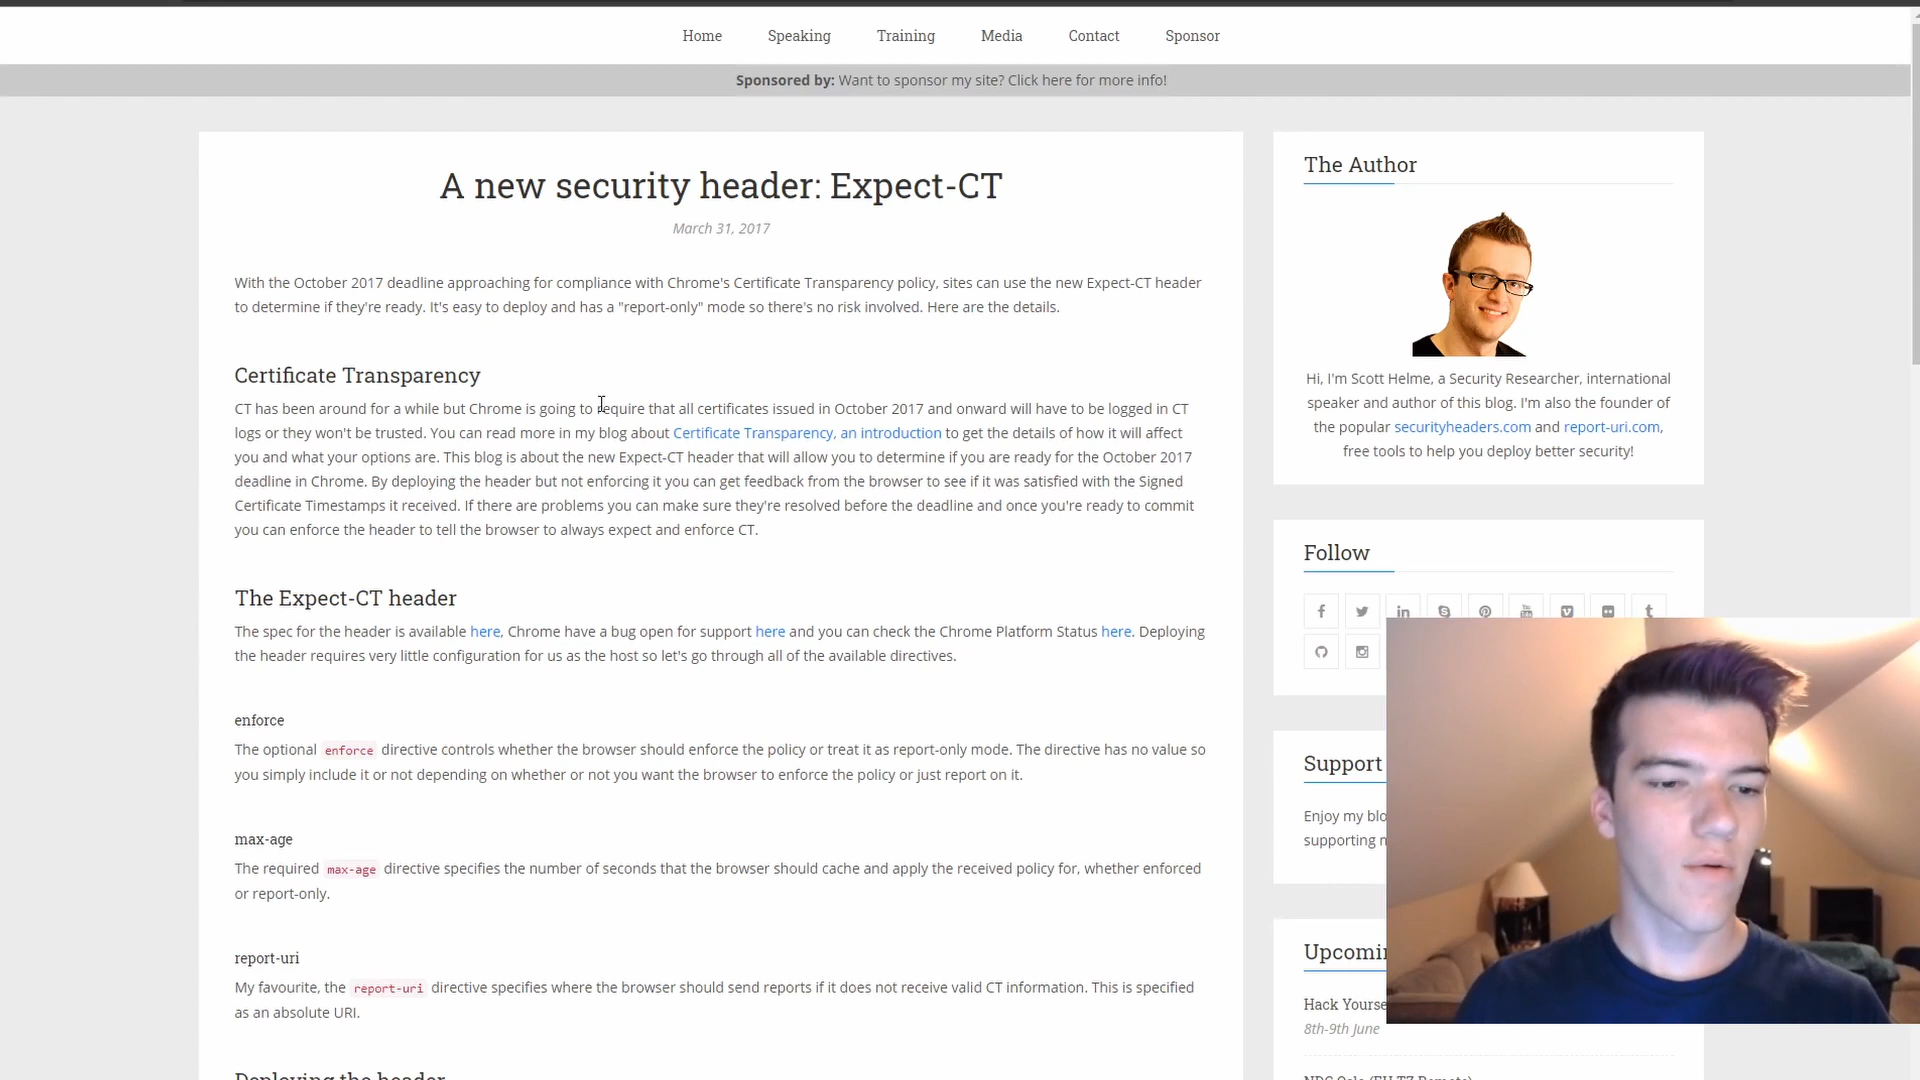 Home Speaking Training Media Contact Sponsor
Sponsored by: Want to sponsor my site? Click here for more info!
A new security header: Expect-CT
March 31, 2017
With the October 2017 deadline approaching for compliance with Chrome's Certificate Transparency policy, sites can use the new Expect-CT header
to determine if they're ready. It's easy to deploy and has a "report-only" mode so there's no risk involved. Here are the details.
Certificate Transparency
CT has been around for a while but Chrome is going to require that all certificates issued in October 2017 and onward will have to be logged in CT
logs or they won't be trusted. You can read more in my blog about Certificate Transparency, an introduction to get the details of how it will affect
you and what your options are. This blog is about the new Expect-CT header that will allow you to determine if you are ready for the October 2017
deadline in Chrome. By deploying the header but not enforcing it you can get feedback from the browser to see if it was satisfied with the Signed
Certificate Timestamps it received. If there are problems you can make sure they're resolved before the deadline and once you're ready to commit
you can enforce the header to tell the browser to always expect and enforce CT.
The Expect-CT header
The spec for the header is available here, Chrome have a bug open for support here and you can check the Chrome Platform Status here. Deploying
the header requires very little configuration for us as the host so let's go through all of the available directives.
enforce
The optional enforce directive controls whether the browser should enforce the policy or treat it as report-only mode. The directive has no value so
you simply include it or not depending on whether or not you want the browser to enforce the policy or just report on it.
max-age
The required max-age directive specifies the number of seconds that the browser should cache and apply the received policy for, whether enforced
or report-only.
report-uri
My favourite, the report-uri directive specifies where the browser should send reports if it does not receive valid CT information. This is specified
as an absolute URI.
Deploying the header
The Author
Hi, I'm Scott Helme, a Security Researcher, international
speaker and author of this blog. I'm also the founder of
the popular securityheaders.com and report-uri.com,
free tools to help you deploy better security!
Follow
Support
Enjoy my blo
supporting
Upcomin
Hack Yourse
8th-9th June